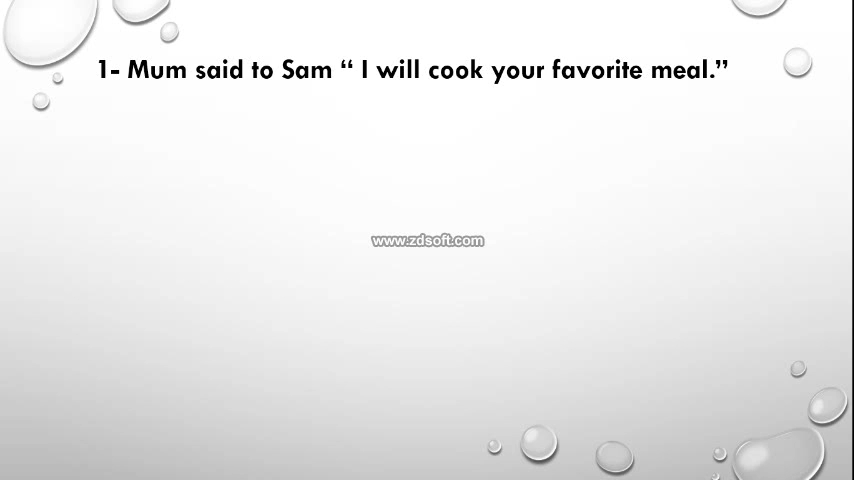 1- Mum said to Sam “ I will cook your favorite meal.”
www.zdsoft.com